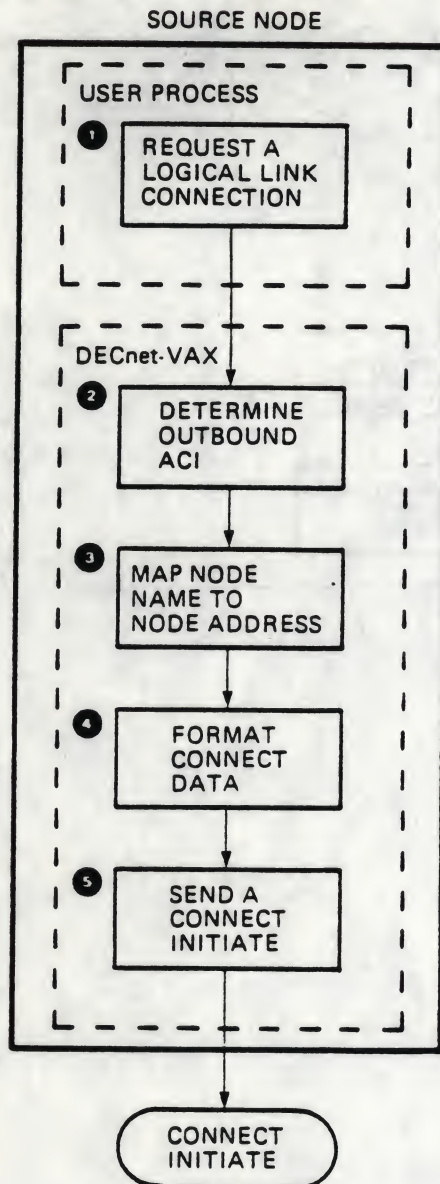 SOURCE NODE
USER PROCESS
1
REQUEST A
LOGICAL LINK
CONNECTION
DECnet-VAX
2
DETERMINE
OUTBOUND
ACI
3
MAP NODE
NAME TO
NODE ADDRESS
4
FORMAT
CONNECT
DATA
5
SEND A
CONNECT
INITIATE
CONNECT
INITIATE